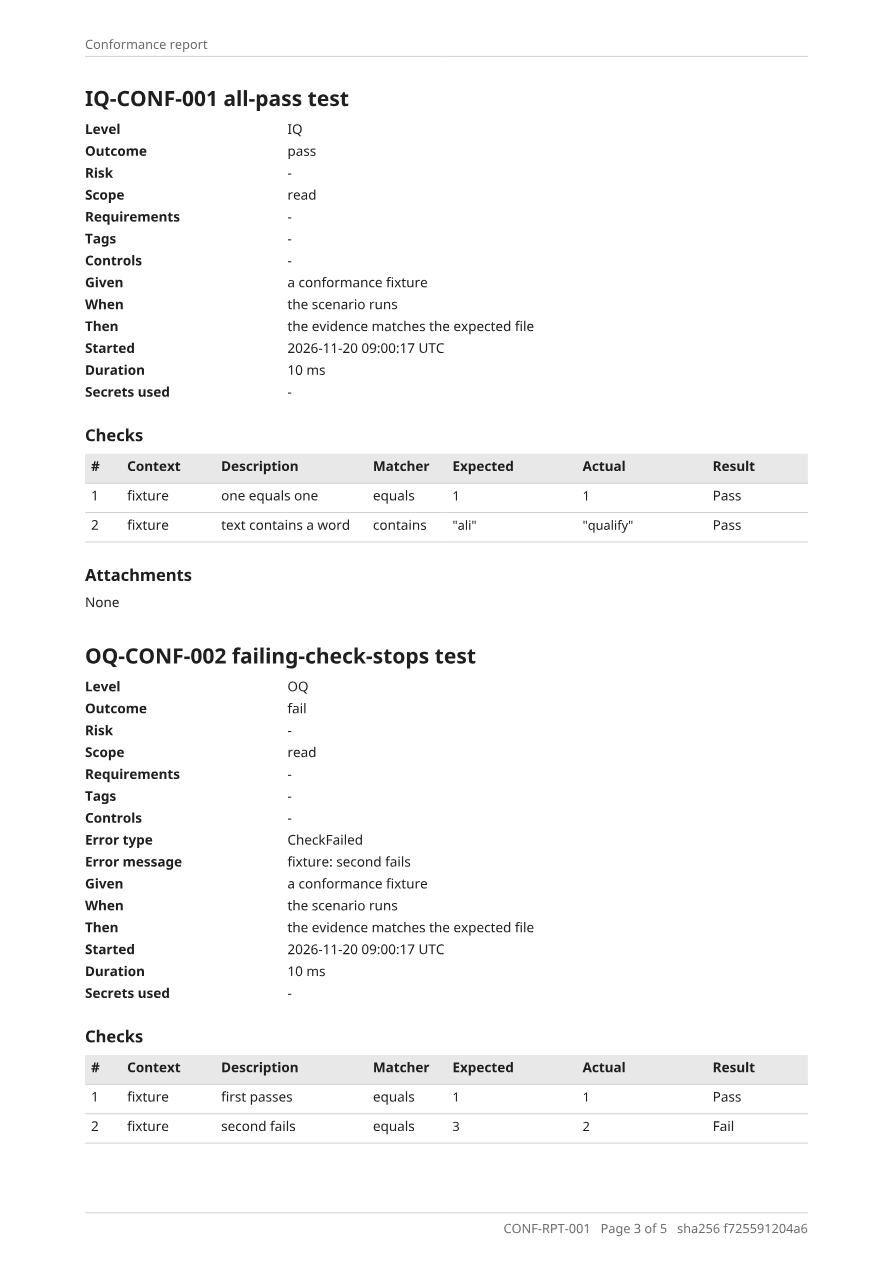 Conformance report
IQ-CONF-001 all-pass test
Level IQ
Outcome pass
Risk -
Scope read
Requirements -
Tags -
Controls -
Given a conformance fixture
When the scenario runs
Then the evidence matches the expected file
Started 2026-11-20 09:00:17 UTC
Duration 10 ms
Secrets used -
Checks
# Context Description Matcher Expected Actual Result
1 fixture one equals one equals 1 1 Pass
2 fixture text contains a word contains "ali" "qualify" Pass
Attachments
None
OQ-CONF-002 failing-check-stops test
Level OQ
Outcome fail
Risk -
Scope read
Requirements -
Tags -
Controls -
Error type CheckFailed
Error message fixture: second fails
Given a conformance fixture
When the scenario runs
Then the evidence matches the expected file
Started 2026-11-20 09:00:17 UTC
Duration 10 ms
Secrets used -
Checks
# Context Description Matcher Expected Actual Result
1 fixture first passes equals 1 1 Pass
2 fixture second fails equals 3 2 Fail
CONF-RPT-001 Page 3 of 5 sha256 f725591204a6